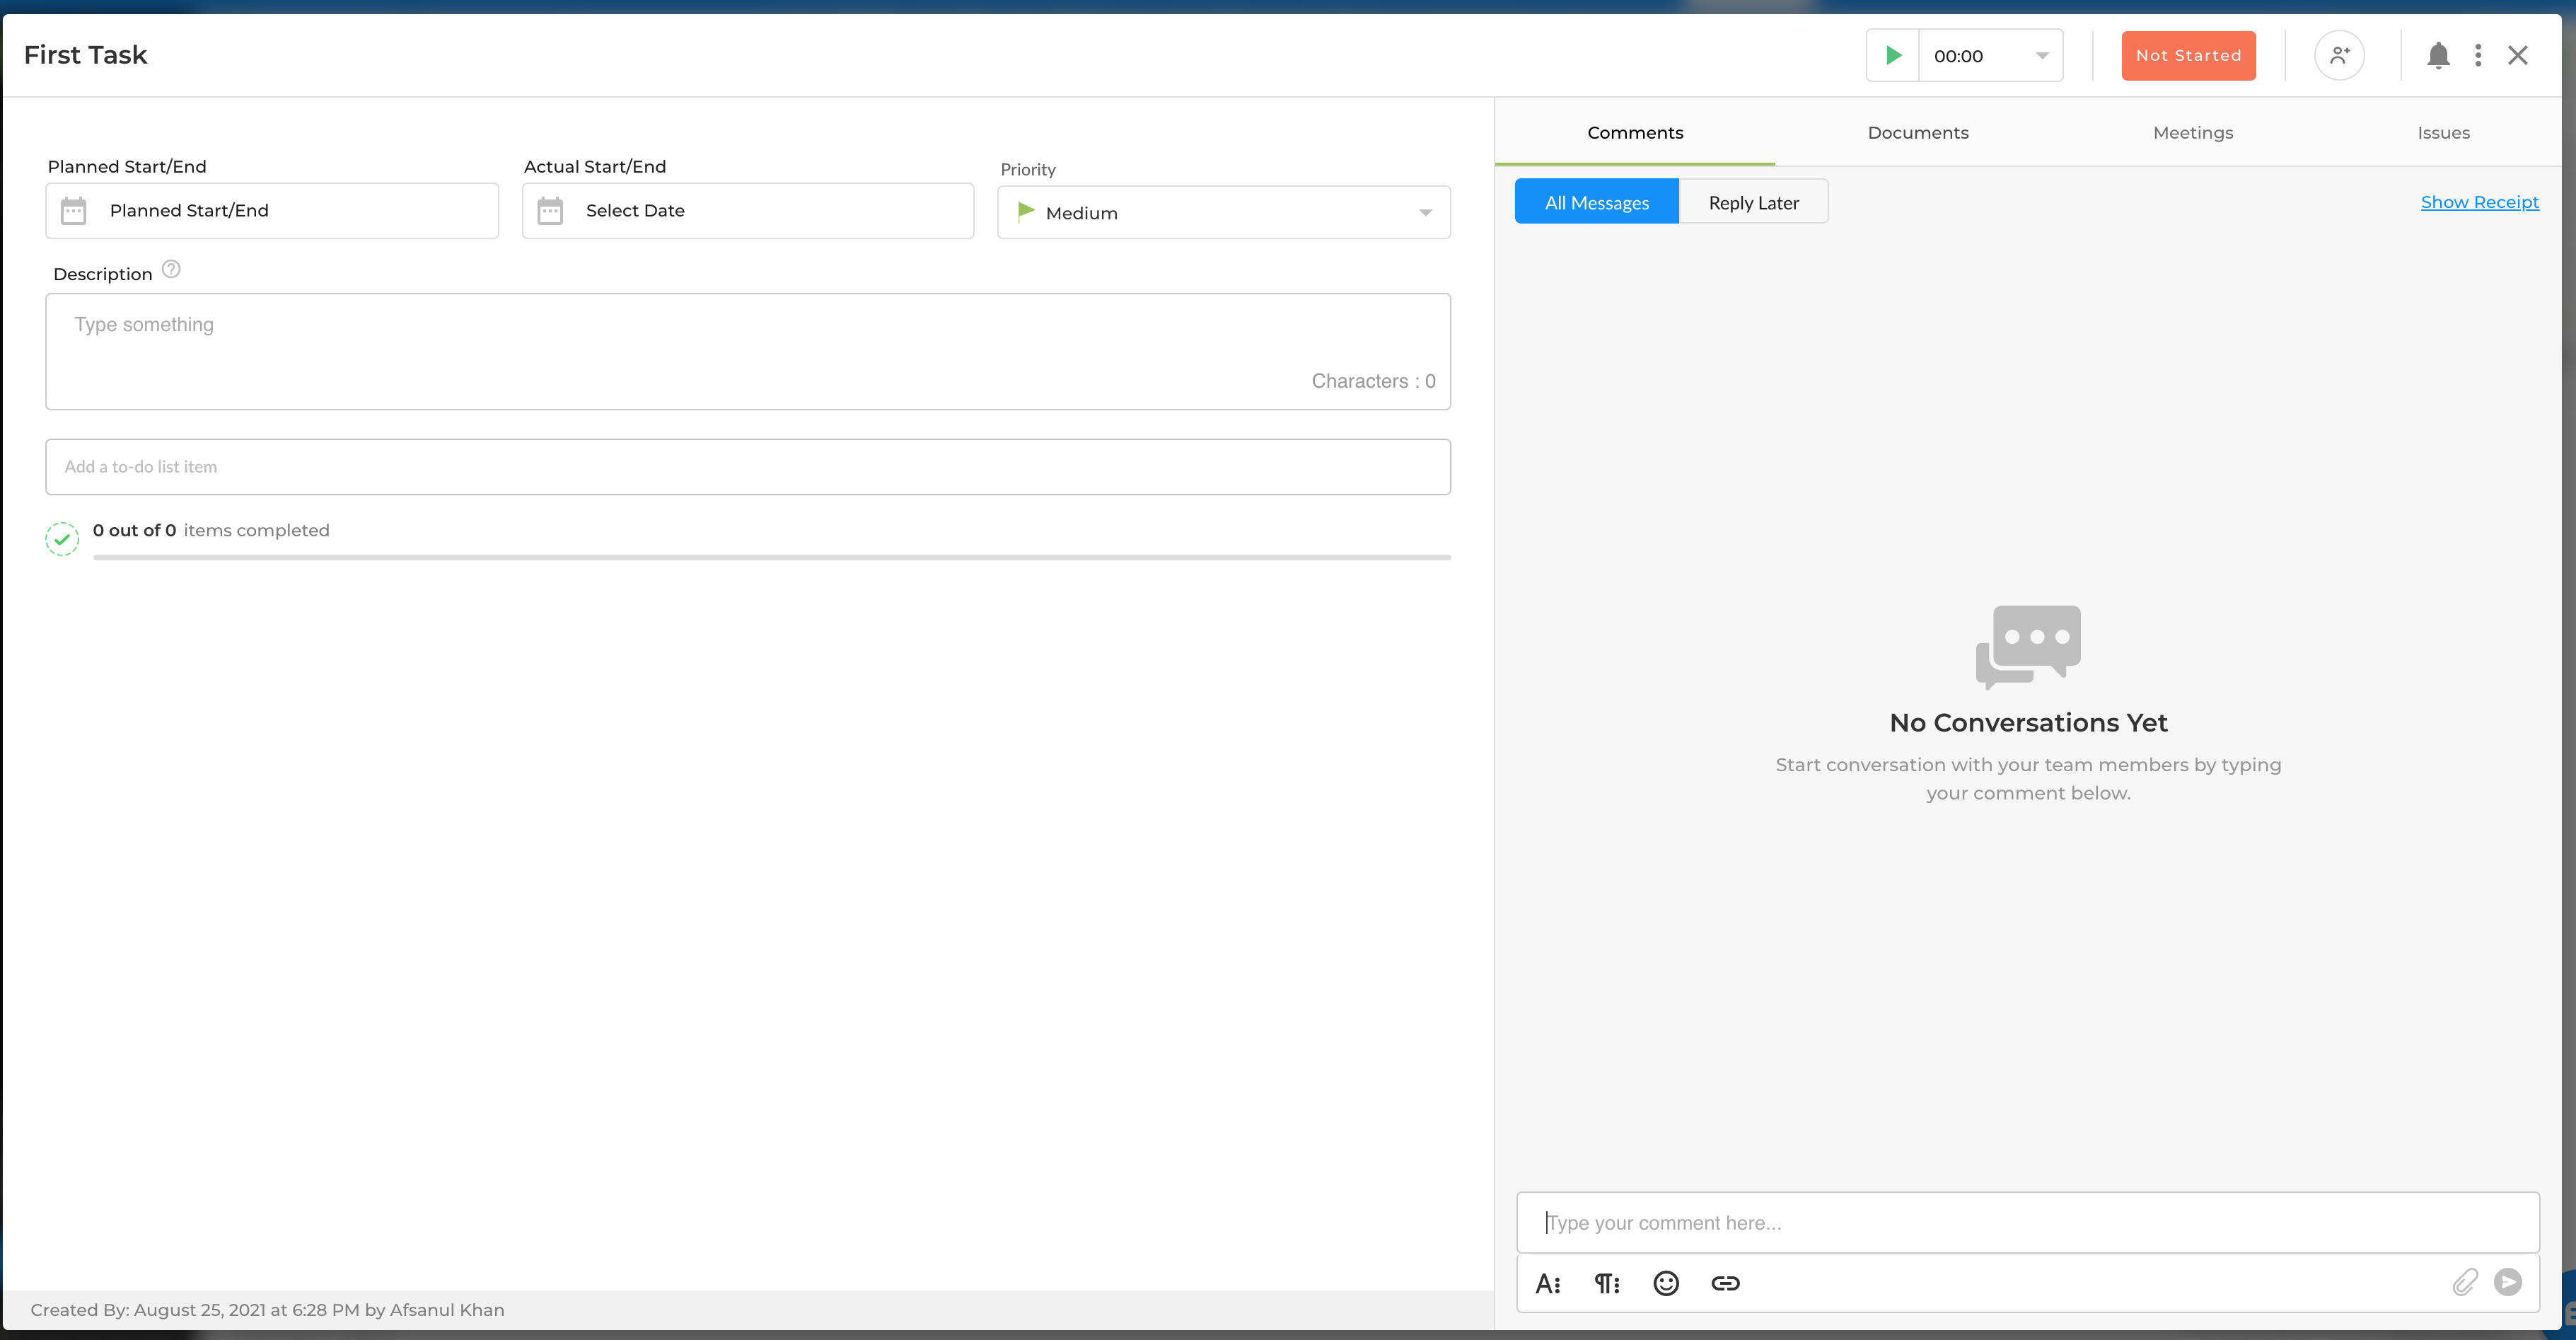 First Task
00:00
Not Started
Planned Start/End
Planned Start/End
Actual Start/End
Select Date
Priority
Medium
Description
Type something
Characters : 0
Add a to-do list item
0 out of 0 items completed
Created By: August 25, 2021 at 6:28 PM by Afsanul Khan
Comments
Documents
Meetings
Issues
All Messages
Reply Later
Show Receipt
No Conversations Yet
Start conversation with your team members by typing
your comment below.
Type your comment here...